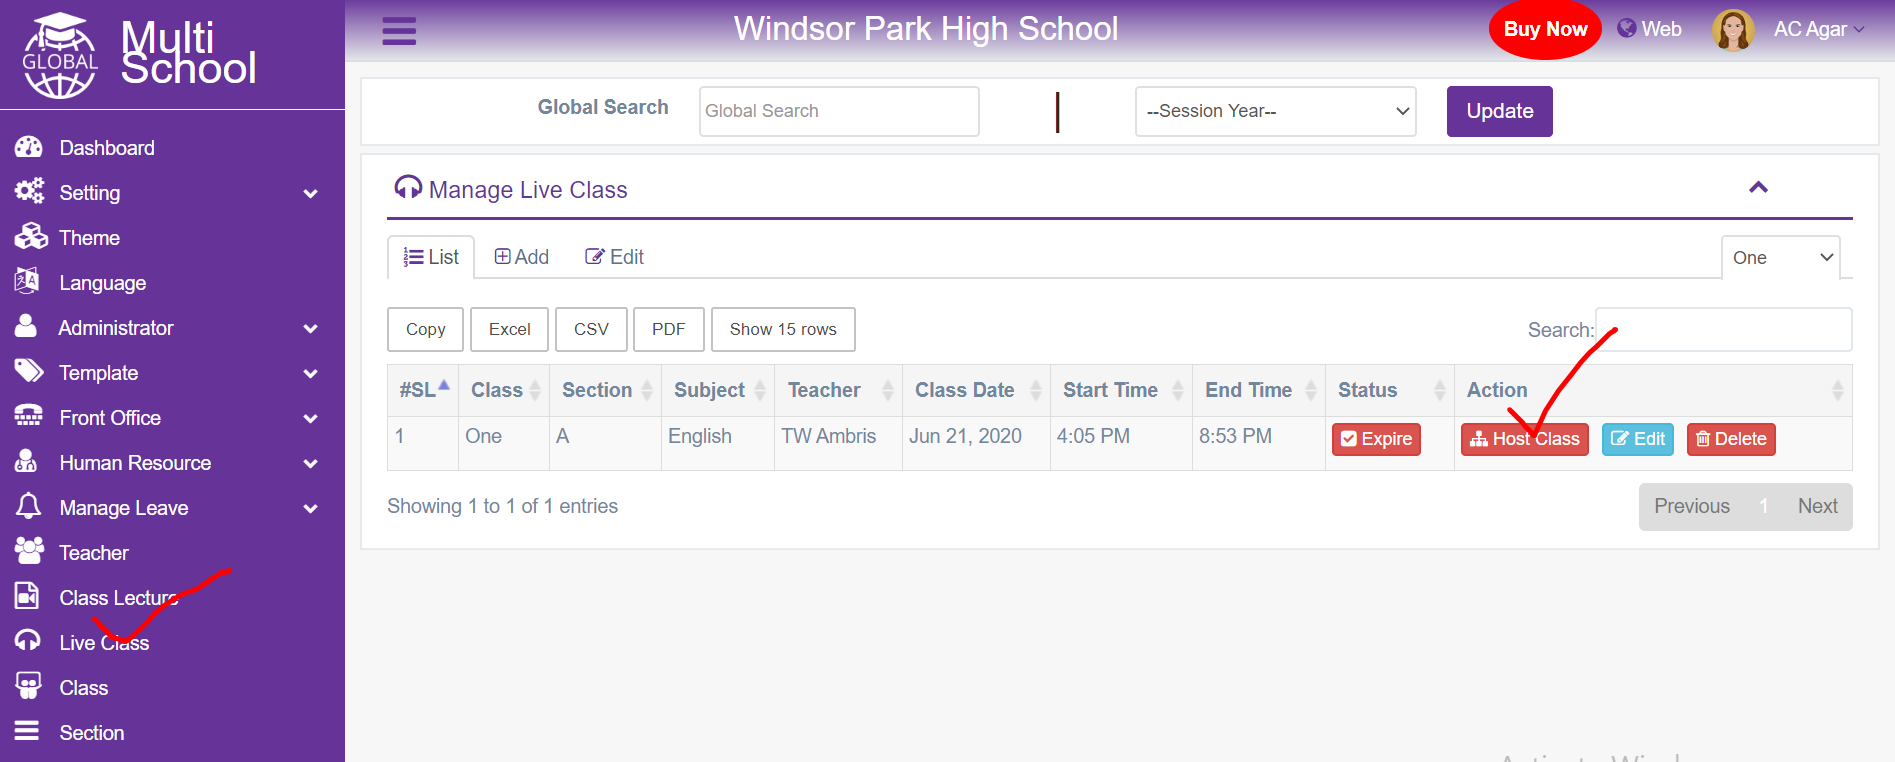 GLOBAL
Multi
School
Windsor Park High School
Buy Now
Web
AC Agar
Global Search
Global Search
--Session Year--
Update
Dashboard
Setting
Theme
Language
Administrator
Template
Front Office
Human Resource
Manage Leave
Teacher
Class Lecture
Live Class
Class
Section
Manage Live Class
List Add Edit
One
Copy Excel CSV PDF Show 15 rows
Search:
#SL Class Section Subject Teacher Class Date Start Time End Time Status Action
1 One A English TW Ambris Jun 21, 2020 4:05 PM 8:53 PM Expire Host Class Edit Delete
Showing 1 to 1 of 1 entries
Previous 1 Next